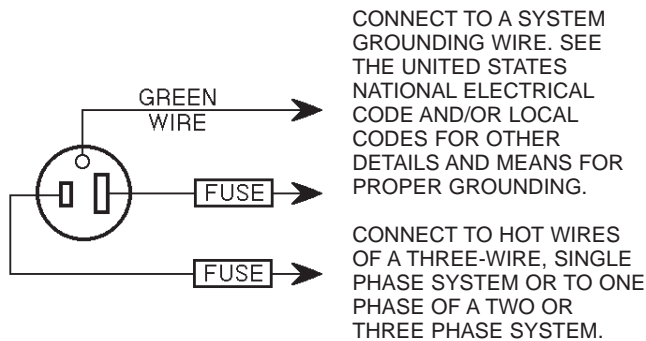 CONNECT TO A SYSTEM
GROUNDING WIRE. SEE
THE UNITED STATES
NATIONAL ELECTRICAL
CODE AND/OR LOCAL
CODES FOR OTHER
DETAILS AND MEANS FOR
PROPER GROUNDING.
GREEN
WIRE
FUSE
FUSE
CONNECT TO HOT WIRES
OF A THREE-WIRE, SINGLE
PHASE SYSTEM OR TO ONE
PHASE OF A TWO OR
THREE PHASE SYSTEM.